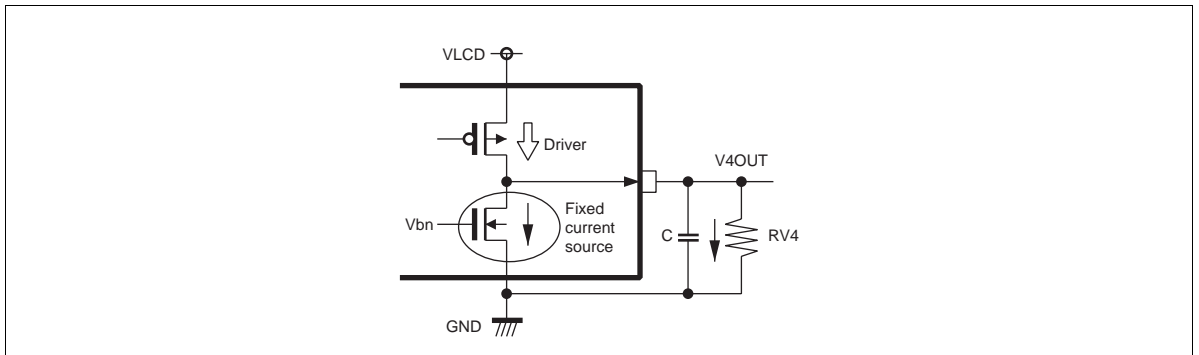 VLCD
Driver
V4OUT
Vbn
Fixed
current
source
C
RV4
GND